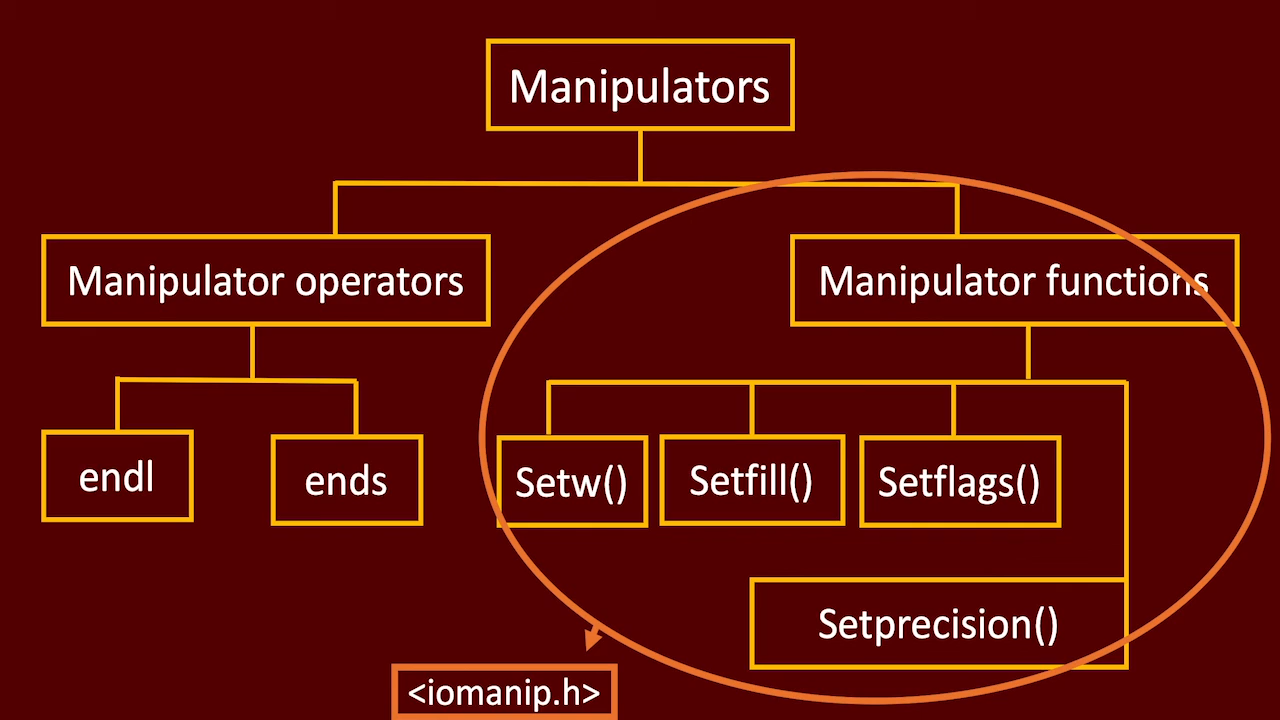 Manipulators
Manipulator operators
Manipulator functions
endl
ends
Setw()
Setfill()
Setflags()
Setprecision()
<iomanip.h>